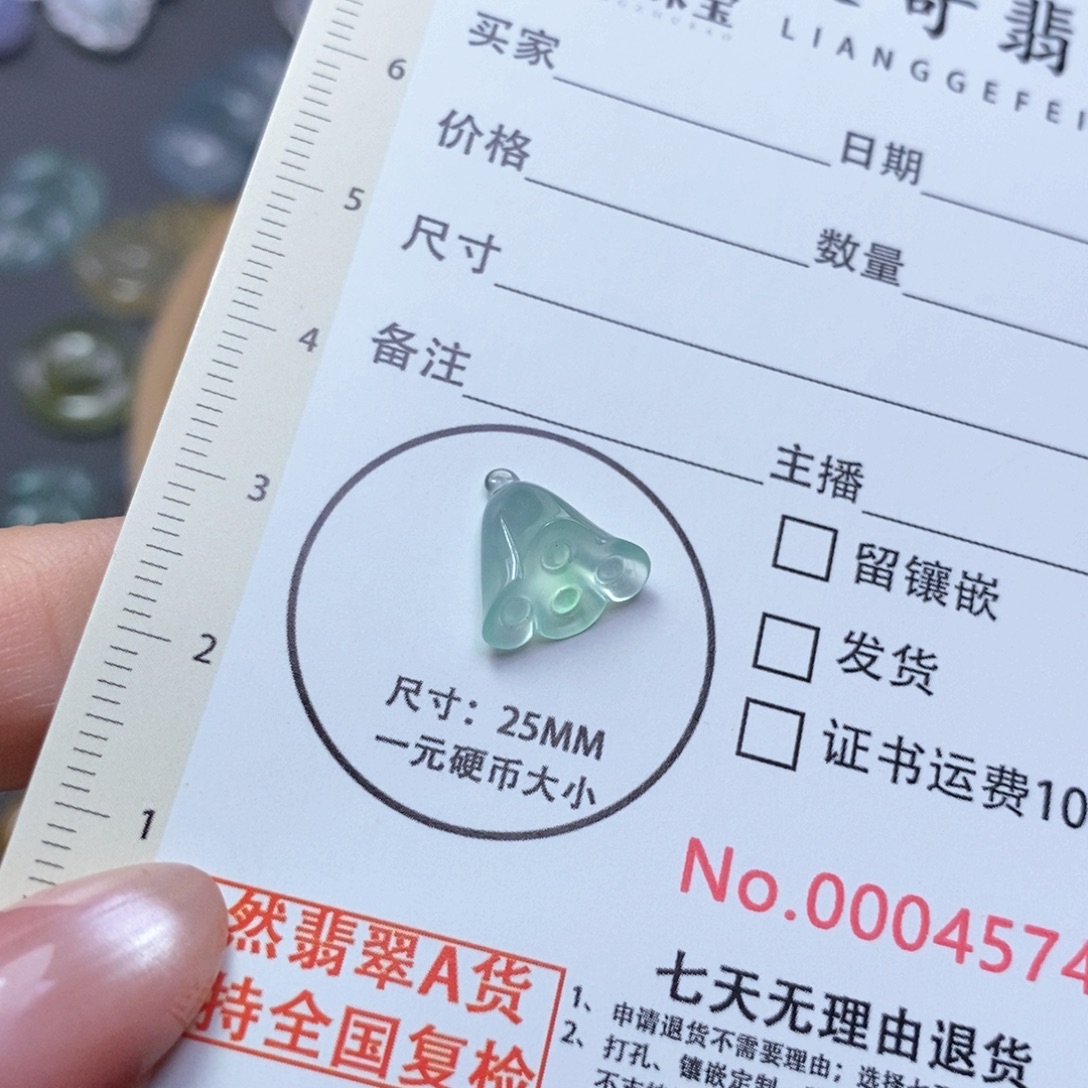 LIANGGEFEI
买家
日期
价格
数量
尺寸
备注
主播
留镶嵌
发货
证书运费10
尺寸：25MM
一元硬币大小
6
5
4
3
2
1
No.0004574
然翡翠A货
持全国复检
七天无理由退货
1、申请退货不需要理由；选择
2、打孔、镶嵌定制